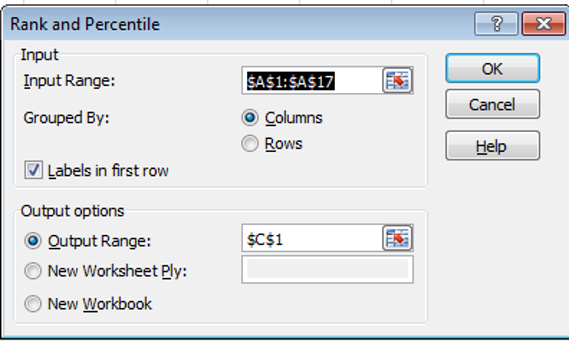 Rank and Percentile
?
Input
Input Range: $A$1:$A$17
OK
Cancel
Grouped By: Columns
Rows
Help
Labels in first row
Output options
Output Range: $C$1
New Worksheet Ply:
New Workbook